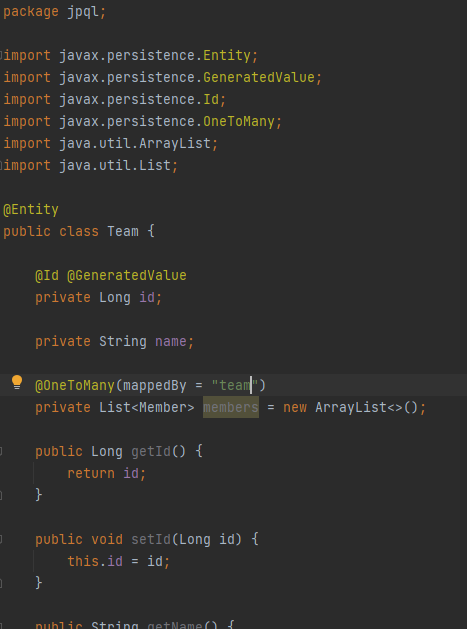 package jpql;
import javax.persistence.Entity;
import javax.persistence.GeneratedValue;
import javax.persistence.Id;
import javax.persistence.OneToMany;
import java.util.ArrayList;
import java.util.List;
@Entity
public class Team {
@Id @GeneratedValue
private Long id;
private String name;
@OneToMany(mappedBy = "team")
private List<Member> members = new ArrayList<>();
public Long getId() {
return id;
}
public void setId(Long id) {
this.id = id;
}
public String getName() {